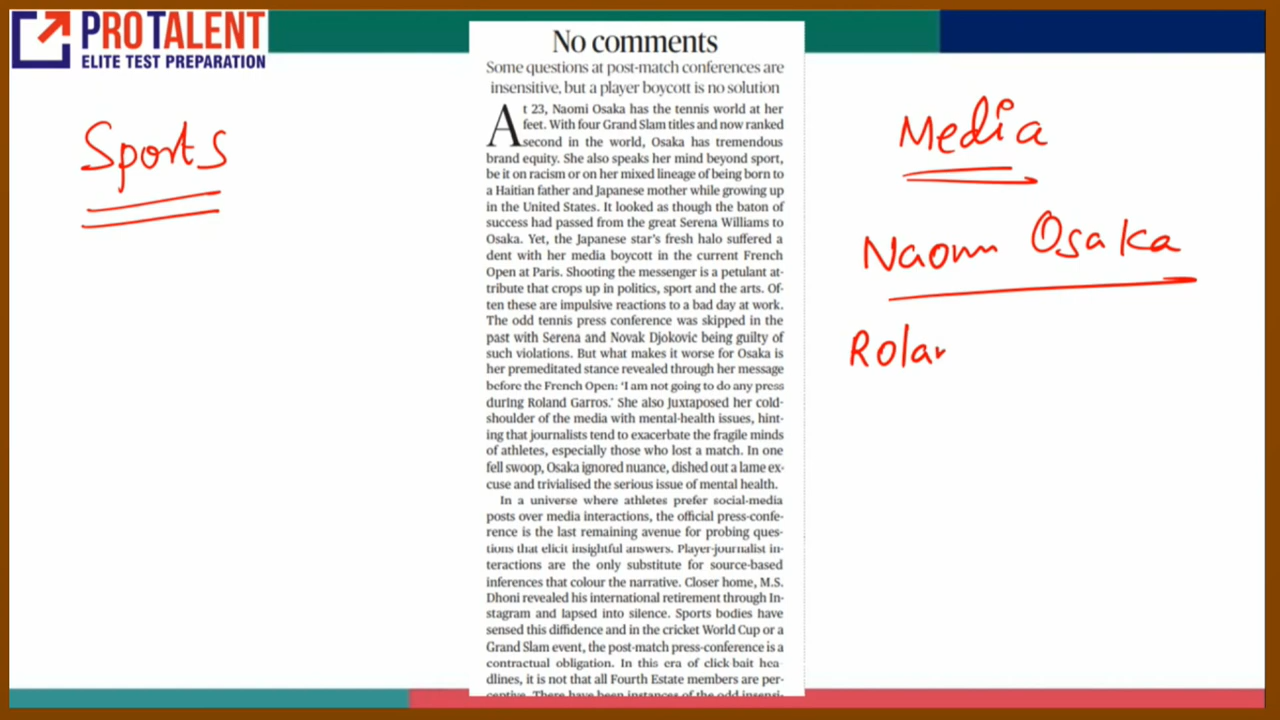 PRO TALENT
ELITE TEST PREPARATION
Sports
No comments
Some questions at post-match conferences are
insensitive, but a player boycott is no solution
At 23, Naomi Osaka has the tennis world at her
feet. With four Grand Slam titles and now ranked
second in the world, Osaka has tremendous
brand equity. She also speaks her mind beyond sport,
be it on racism or on her mixed lineage of being born to
a Haitian father and Japanese mother while growing up
in the United States. It looked as though the baton of
success had passed from the great Serena Williams to
Osaka. Yet, the Japanese star's fresh halo suffered a
dent with her media boycott in the current French
Open at Paris. Shooting the messenger is a petulant at-
tribute that crops up in politics, sport and the arts. Of-
ten these are impulsive reactions to a bad day at work.
The odd tennis press conference was skipped in the
past with Serena and Novak Djokovic being guilty of
such violations. But what makes it worse for Osaka is
her premeditated stance revealed through her message
before the French Open: 'I am not going to do any press
during Roland Garros.' She also juxtaposed her cold-
shoulder of the media with mental-health issues, hint-
ing that journalists tend to exacerbate the fragile minds
of athletes, especially those who lost a match. In one
fell swoop, Osaka ignored nuance, dished out a lame ex-
cuse and trivialised the serious issue of mental health.
In a universe where athletes prefer social-media
posts over media interactions, the official press-confe-
rence is the last remaining avenue for probing ques-
tions that elicit insightful answers. Player-journalist in-
teractions are the only substitute for source-based
inferences that colour the narrative. Closer home, M.S.
Dhoni revealed his international retirement through In-
stagram and lapsed into silence. Sports bodies have
sensed this diffidence and in the cricket World Cup or a
Grand Slam event, the post-match press-conference is a
contractual obligation. In this era of click bait hea
dlines, it is not that all Fourth Estate members are per-
ceptive. There have been instances of the odd insensi-
Media
Naomi Osaka
Rolan